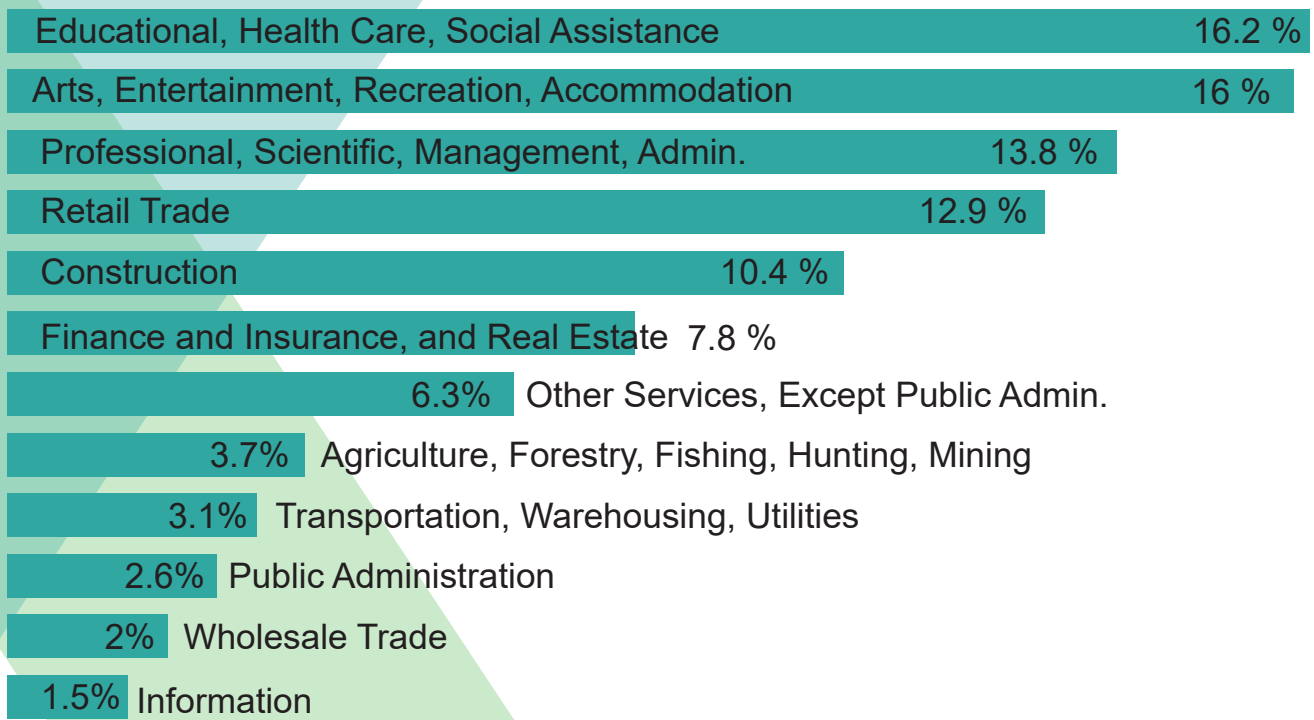 Educational, Health Care, Social Assistance 16.2 %
Arts, Entertainment, Recreation, Accommodation 16 %
Professional, Scientific, Management, Admin. 13.8 %
Retail Trade 12.9 %
Construction 10.4 %
Finance and Insurance, and Real Estate 7.8 %
6.3% Other Services, Except Public Admin.
3.7% Agriculture, Forestry, Fishing, Hunting, Mining
3.1% Transportation, Warehousing, Utilities
2.6% Public Administration
2% Wholesale Trade
1.5% Information